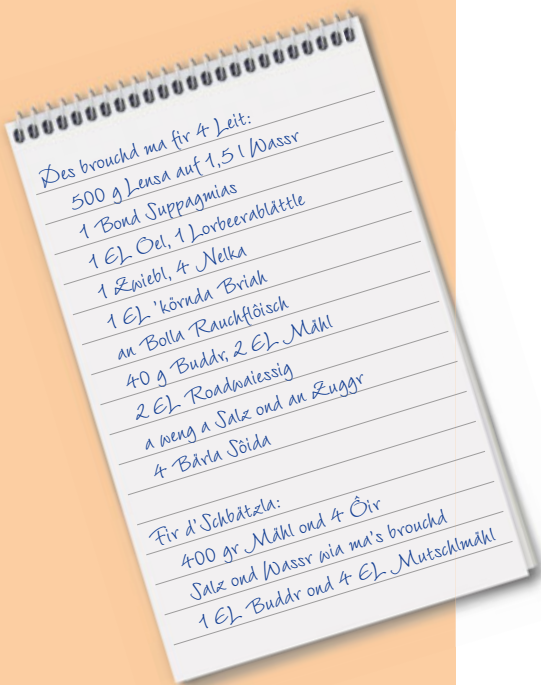 Des brouchd ma fir 4 Leit:
500 g Lensa auf 1,5 l Wassr
1 Bond Suppagmias
1 EL Oel, 1 Lorbeerablättle
1 Zwiebl, 4 Nelka
1 EL 'körnda Briah
an Bolla Rauchflôisch
40 g Buddr, 2 EL Mähl
2 EL Roadwaiessig
a weng a Salz ond an Zuggr
4 Bärla Sôida
Fir d'Schbätzla:
400 gr Mähl ond 4 Ôir
Salz ond Wassr wia ma's brouchd
1 EL Buddr ond 4 EL Mutschlmähl